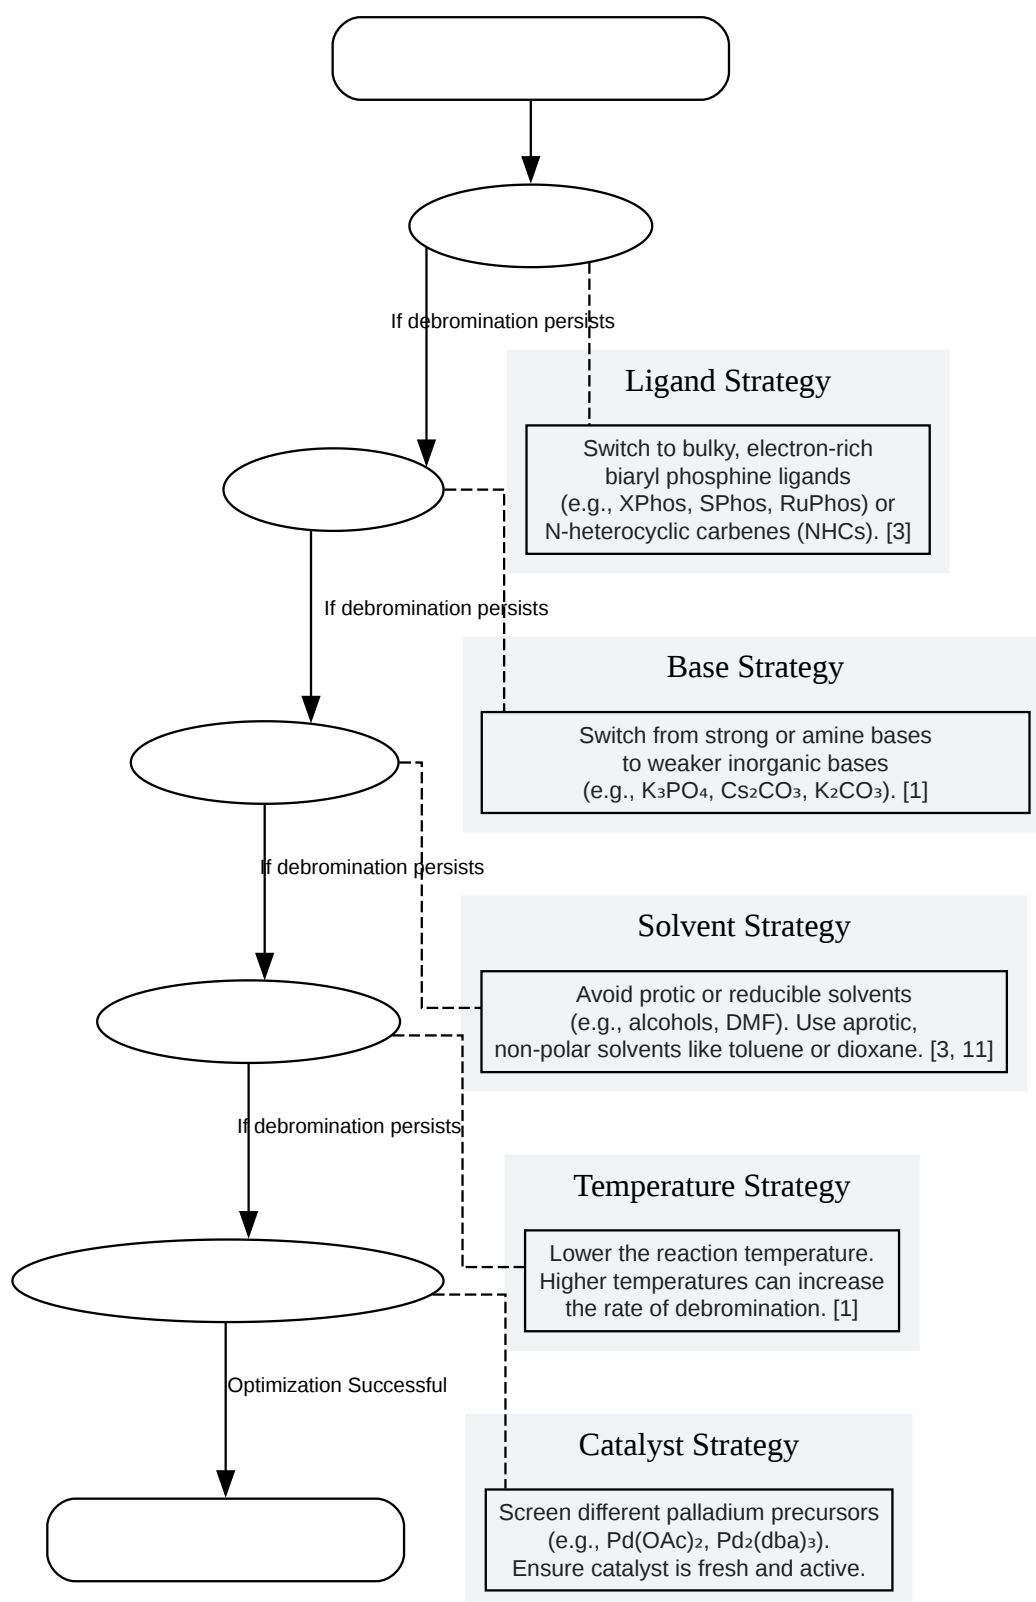 If debromination persists
Ligand Strategy
Switch to bulky, electron-rich
biaryl phosphine ligands
(e.g., XPhos, SPhos, RuPhos) or
N-heterocyclic carbenes (NHCs). [3]
If debromination persists
Base Strategy
Switch from strong or amine bases
to weaker inorganic bases
(e.g., K₃PO₄, Cs₂CO₃, K₂CO₃). [1]
If debromination persists
Solvent Strategy
Avoid protic or reducible solvents
(e.g., alcohols, DMF). Use aprotic,
non-polar solvents like toluene or dioxane. [3, 11]
If debromination persists
Temperature Strategy
Lower the reaction temperature.
Higher temperatures can increase
the rate of debromination. [1]
Optimization Successful
Catalyst Strategy
Screen different palladium precursors
(e.g., Pd(OAc)₂, Pd₂(dba)₃).
Ensure catalyst is fresh and active.